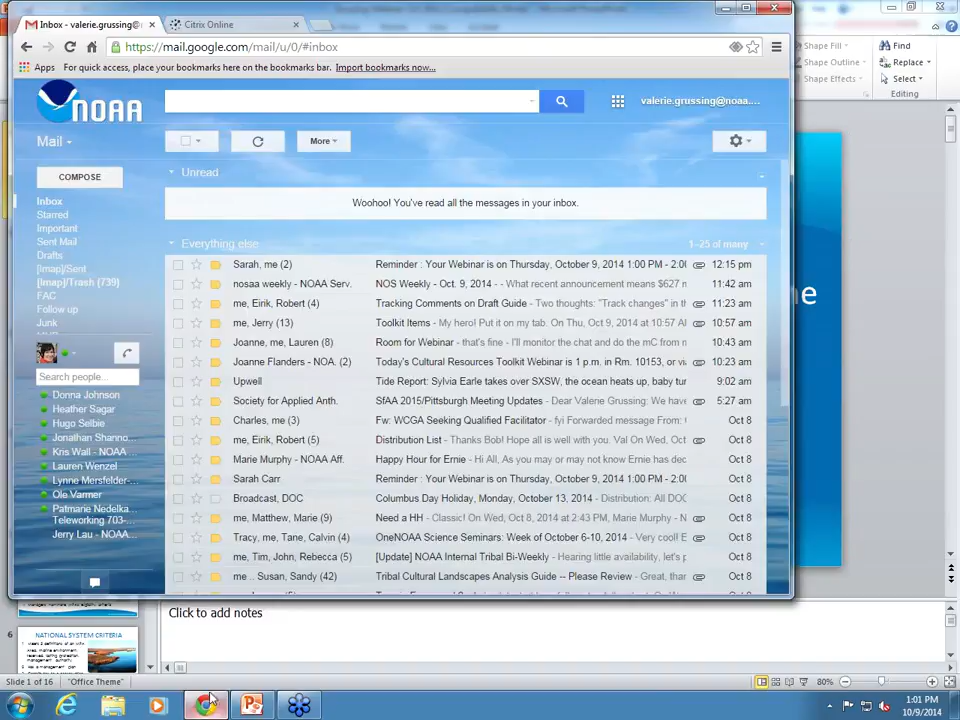 Inbox - valerie.grussing@
Citrix Online
https://mail.google.com/mail/u/0/#inbox
Apps For quick access, place your bookmarks here on the bookmarks bar. Import bookmarks now...
Shape Fill
Shape Outline
Shape Effects
Find
Replace
Select
Editing
NOAA
valerie.grussing@noaa....
Mail
More
COMPOSE
Unread
Inbox
Starred
Important
Sent Mail
Drafts
[Imap]/Sent
[Imap]/Trash (739)
FAC
Follow up
Junk
Woohoo! You've read all the messages in your inbox.
Everything else 1–25 of many
Sarah, me (2) Reminder : Your Webinar is on Thursday, October 9, 2014 1:00 PM - 2:00 12:15 pm
nosaa weekly - NOAA Serv. NOS Weekly - Oct. 9, 2014 - - What recent announcement means $627 m 11:42 am
me, Eirik, Robert (4) Tracking Comments on Draft Guide - Two thoughts: "Track changes" in th 11:23 am
me, Jerry (13) Toolkit Items - My hero! Put it on my tab. On Thu, Oct 9, 2014 at 10:57 AM 10:57 am
Joanne, me, Lauren (8) Room for Webinar - that's fine - I'll monitor the chat and do the mC from m 10:43 am
Joanne Flanders - NOA. (2) Today's Cultural Resources Toolkit Webinar is 1 p.m. in Rm. 10153, or via 10:23 am
Upwell Tide Report: Sylvia Earle takes over SXSW, the ocean heats up, baby tur 9:02 am
Society for Applied Anth. SfAA 2015/Pittsburgh Meeting Updates - Dear Valerie Grussing: We have 5:27 am
Charles, me (3) Fw: WCGA Seeking Qualified Facilitator - fyi Forwarded message From: C Oct 8
me, Eirik, Robert (5) Distribution List - Thanks Bob! Hope all is well with you. Val On Wed, Oct Oct 8
Marie Murphy - NOAA Aff. Happy Hour for Ernie - Hi All, As you may or may not know Ernie has dec Oct 8
Sarah Carr Reminder : Your Webinar is on Thursday, October 9, 2014 1:00 PM - 2:00 Oct 8
Broadcast, DOC Columbus Day Holiday, Monday, October 13, 2014 - Distribution: All DOC Oct 8
me, Matthew, Marie (9) Need a HH - Classic! On Wed, Oct 8, 2014 at 2:43 PM, Marie Murphy - N Oct 8
Tracy, me, Tane, Calvin (4) OneNOAA Science Seminars: Week of October 6-10, 2014 - Very cool! E Oct 8
me, Tim, John, Rebecca (5) [Update] NOAA Internal Tribal Bi-Weekly - Hearing little availability, let's p Oct 8
me .. Susan, Sandy (42) Tribal Cultural Landscapes Analysis Guide -- Please Review - Great, than Oct 8
Search people...
Donna Johnson
Heather Sagar
Hugo Selbie
Jonathan Shanno...
Kris Wall - NOAA ...
Lauren Wenzel
Lynne Mersfelder-...
Ole Varmer
Patmarie Nedelka...
Teleworking 703-...
Jerry Lau - NOAA...
ne
Click to add notes
6
NATIONAL SYSTEM CRITERIA
Slide 1 of 16 "Office Theme" 80%
1:01 PM
10/9/2014